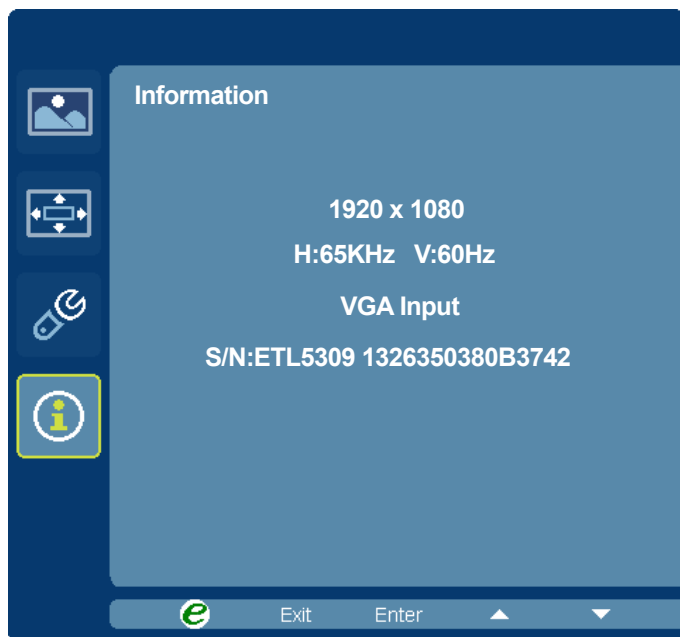 Information
1920 x 1080
H:65KHz V:60Hz
VGA Input
S/N:ETL5309 1326350380B3742
e Exit Enter